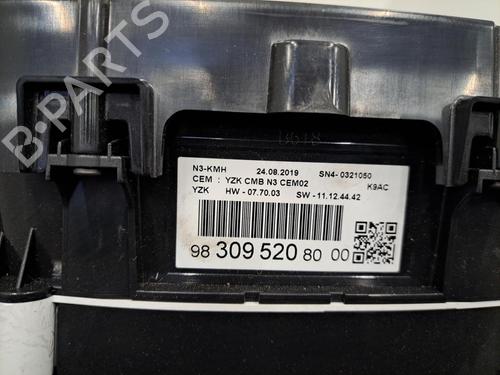 B-PARTS
1618
N3-KMH 24.08.2019 SN4- 0321050
CEM : YZK CMB N3 CEM02 K9AC
YZK HW - 07.70.03 SW - 11.12.44.42
98 309 520 80 00